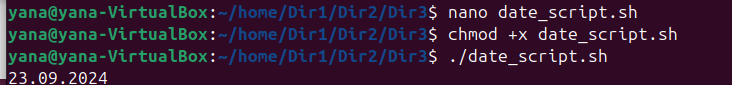 yana@yana-VirtualBox:~/home/Dir1/Dir2/Dir3$ nano date_script.sh
yana@yana-VirtualBox:~/home/Dir1/Dir2/Dir3$ chmod +x date_script.sh
yana@yana-VirtualBox:~/home/Dir1/Dir2/Dir3$ ./date_script.sh
23.09.2024